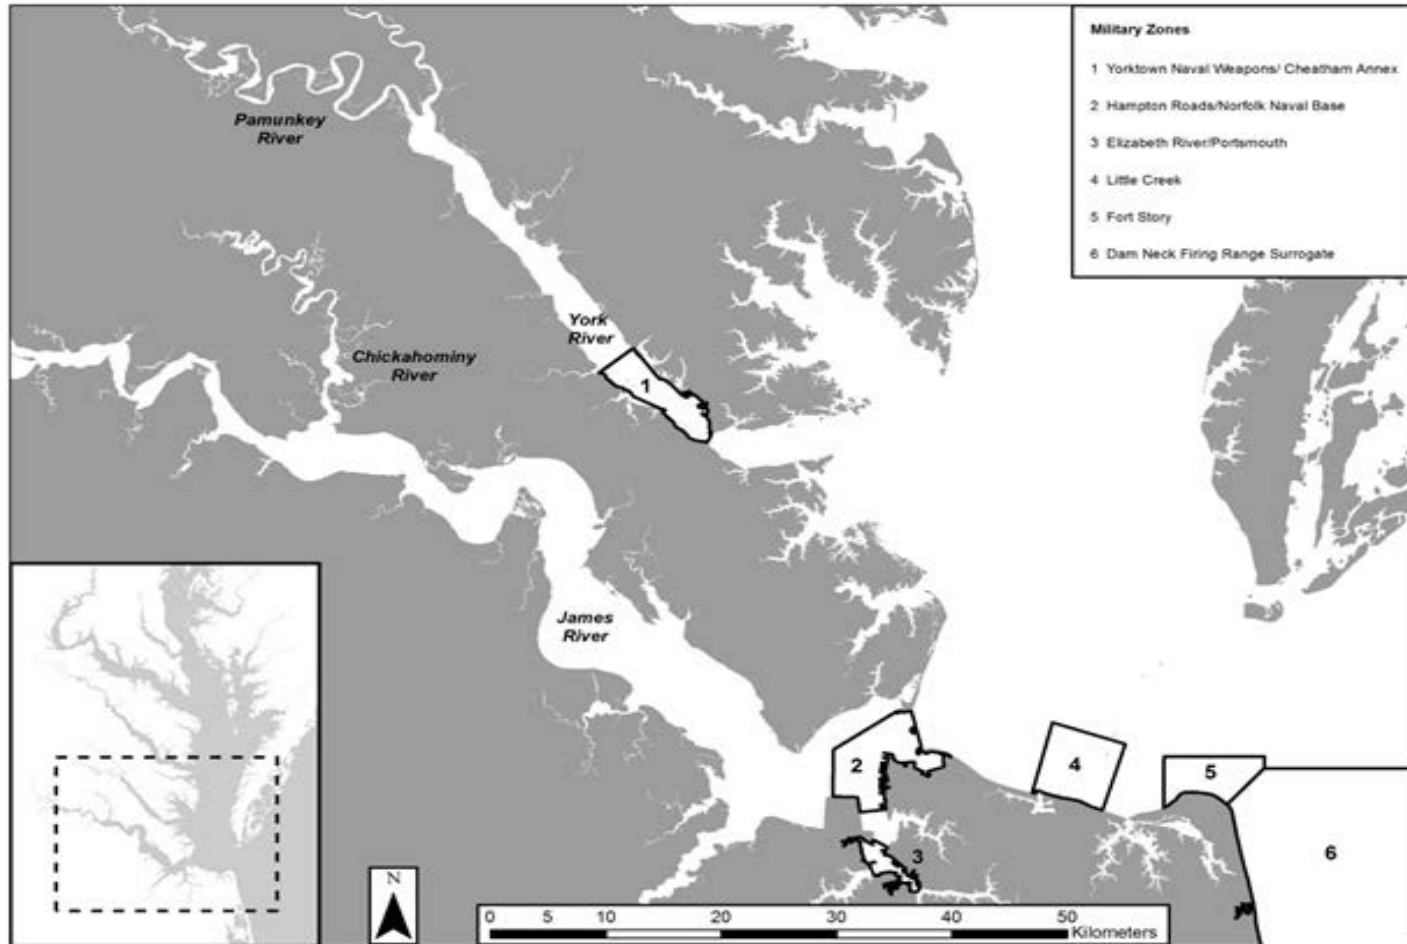 Military Zones
1 Yorktown Naval Weapons/ Cheatham Annex
2 Hampton Roads/Norfolk Naval Base
3 Elizabeth River/Portsmouth
4 Little Creek
5 Fort Story
6 Dam Neck Firing Range Surrogate
Pamunkey
River
York
River
Chickahominy
River
1
James
River
2
4
5
3
6
N
0 5 10 20 30 40 50
Kilometers